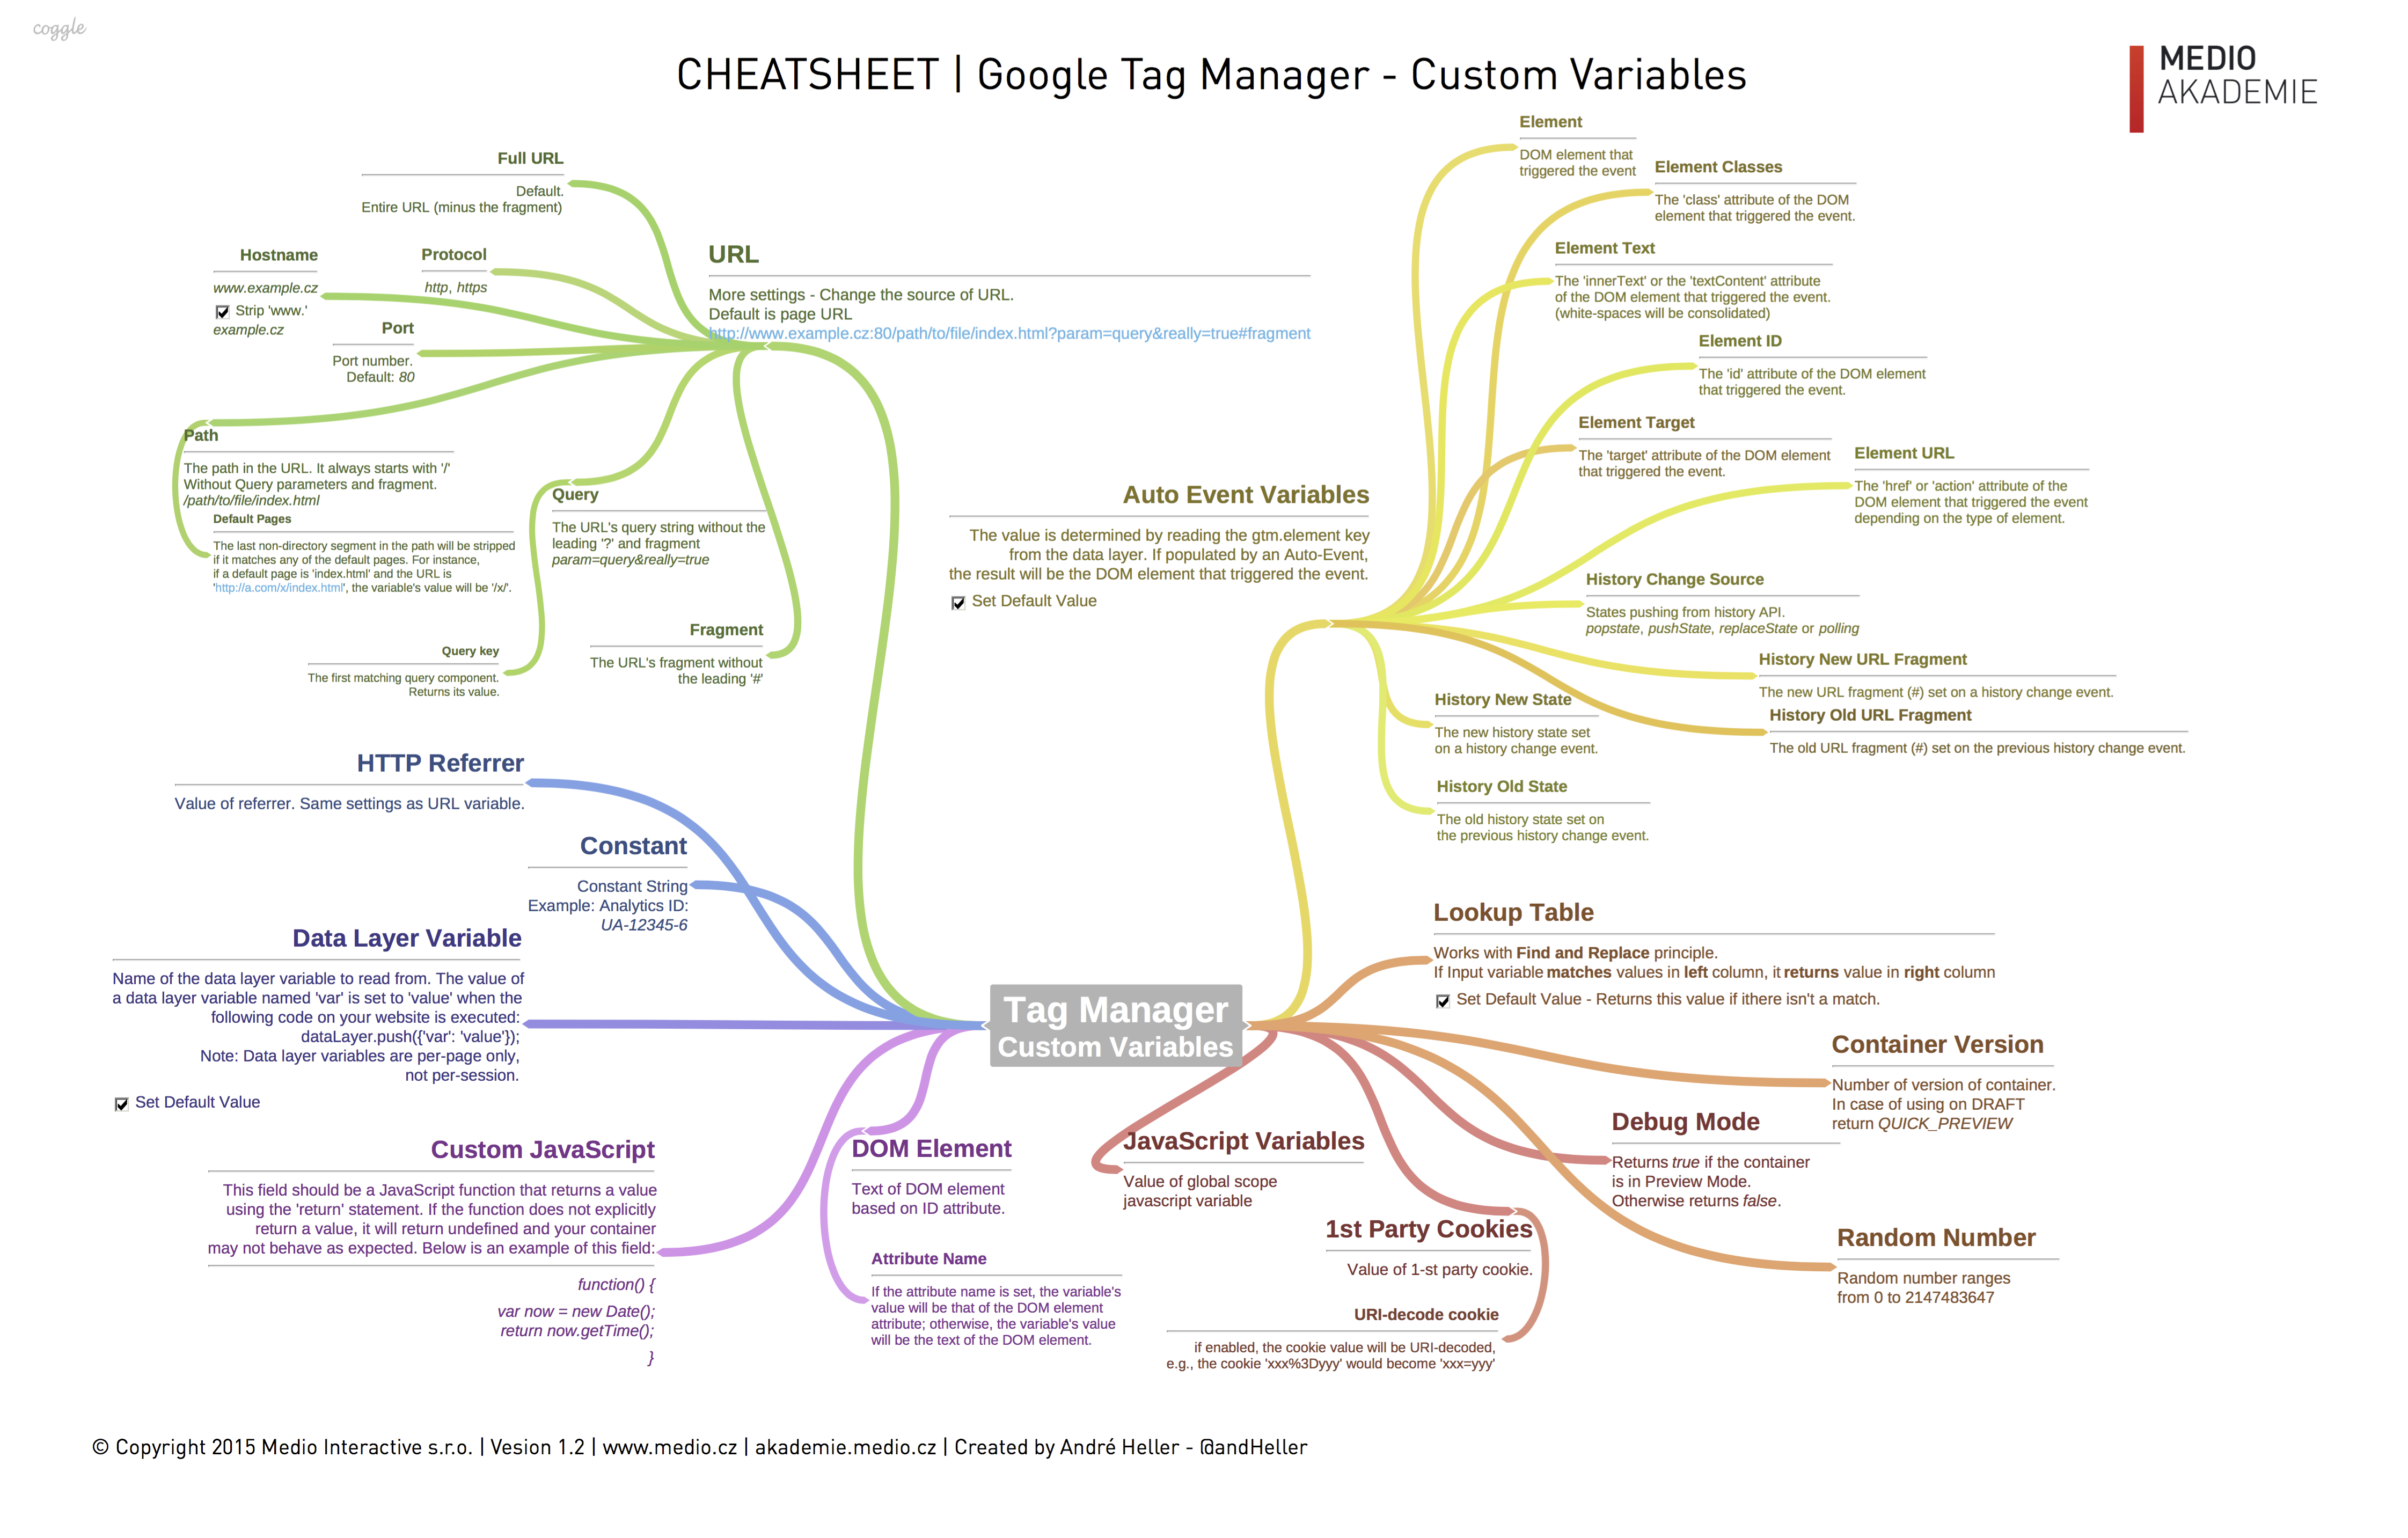 coggle
CHEATSHEET | Google Tag Manager - Custom Variables
MEDIO
AKADEMIE
Full URL
Default.
Entire URL (minus the fragment)
Hostname
www.example.cz
Strip 'www.'
example.cz
Protocol
http, https
Port
Port number.
Default: 80
URL
More settings - Change the source of URL.
Default is page URL
http://www.example.cz:80/path/to/file/index.html?param=query&really=true#fragment
Path
The path in the URL. It always starts with '/'
Without Query parameters and fragment.
/path/to/file/index.html
Default Pages
The last non-directory segment in the path will be stripped
if it matches any of the default pages. For instance,
if a default page is 'index.html' and the URL is
'http://a.com/x/index.html', the variable's value will be '/x/'.
Query
The URL's query string without the
leading '?' and fragment
param=query&really=true
Query key
The first matching query component.
Returns its value.
Fragment
The URL's fragment without
the leading '#'
Auto Event Variables
The value is determined by reading the gtm.element key
from the data layer. If populated by an Auto-Event,
the result will be the DOM element that triggered the event.
Set Default Value
Element
DOM element that
triggered the event
Element Classes
The 'class' attribute of the DOM
element that triggered the event.
Element Text
The 'innerText' or the 'textContent' attribute
of the DOM element that triggered the event.
(white-spaces will be consolidated)
Element ID
The 'id' attribute of the DOM element
that triggered the event.
Element Target
The 'target' attribute of the DOM element
that triggered the event.
Element URL
The 'href' or 'action' attribute of the
DOM element that triggered the event
depending on the type of element.
History Change Source
States pushing from history API.
popstate, pushState, replaceState or polling
History New URL Fragment
The new URL fragment (#) set on a history change event.
History Old URL Fragment
The old URL fragment (#) set on the previous history change event.
History New State
The new history state set
on a history change event.
History Old State
The old history state set on
the previous history change event.
HTTP Referrer
Value of referrer. Same settings as URL variable.
Constant
Constant String
Example: Analytics ID:
UA-12345-6
Data Layer Variable
Name of the data layer variable to read from. The value of
a data layer variable named 'var' is set to 'value' when the
following code on your website is executed:
dataLayer.push({'var': 'value'});
Note: Data layer variables are per-page only,
not per-session.
Set Default Value
Tag Manager
Custom Variables
Lookup Table
Works with Find and Replace principle.
If Input variable matches values in left column, it returns value in right column
Set Default Value - Returns this value if ithere isn't a match.
Container Version
Number of version of container.
In case of using on DRAFT
return QUICK_PREVIEW
Debug Mode
Returns true if the container
is in Preview Mode.
Otherwise returns false.
Random Number
Random number ranges
from 0 to 2147483647
Custom JavaScript
This field should be a JavaScript function that returns a value
using the 'return' statement. If the function does not explicitly
return a value, it will return undefined and your container
may not behave as expected. Below is an example of this field:
function() {
var now = new Date();
return now.getTime();
}
DOM Element
Text of DOM element
based on ID attribute.
Attribute Name
If the attribute name is set, the variable's
value will be that of the DOM element
attribute; otherwise, the variable's value
will be the text of the DOM element.
JavaScript Variables
Value of global scope
javascript variable
1st Party Cookies
Value of 1-st party cookie.
URI-decode cookie
if enabled, the cookie value will be URI-decoded,
e.g., the cookie 'xxx%3Dyyy' would become 'xxx=yyy'
© Copyright 2015 Medio Interactive s.r.o. | Vesion 1.2 | www.medio.cz | akademie.medio.cz | Created by André Heller - @andHeller